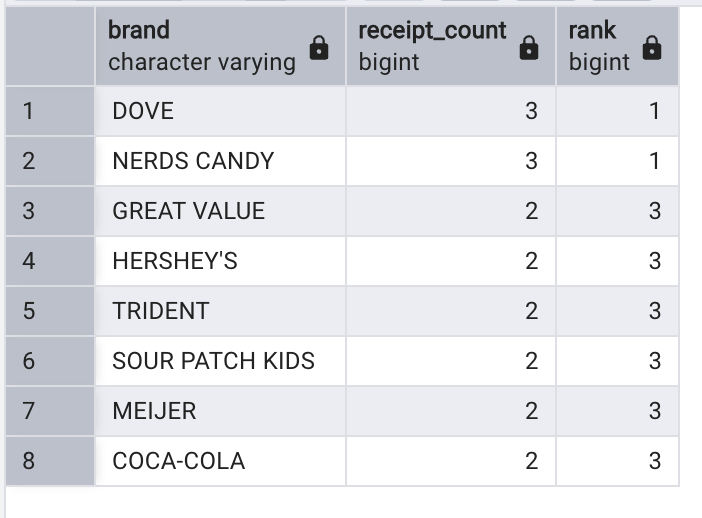 brand receipt_count rank
character varying bigint bigint
1 DOVE 3 1
2 NERDS CANDY 3 1
3 GREAT VALUE 2 3
4 HERSHEY'S 2 3
5 TRIDENT 2 3
6 SOUR PATCH KIDS 2 3
7 MEIJER 2 3
8 COCA-COLA 2 3